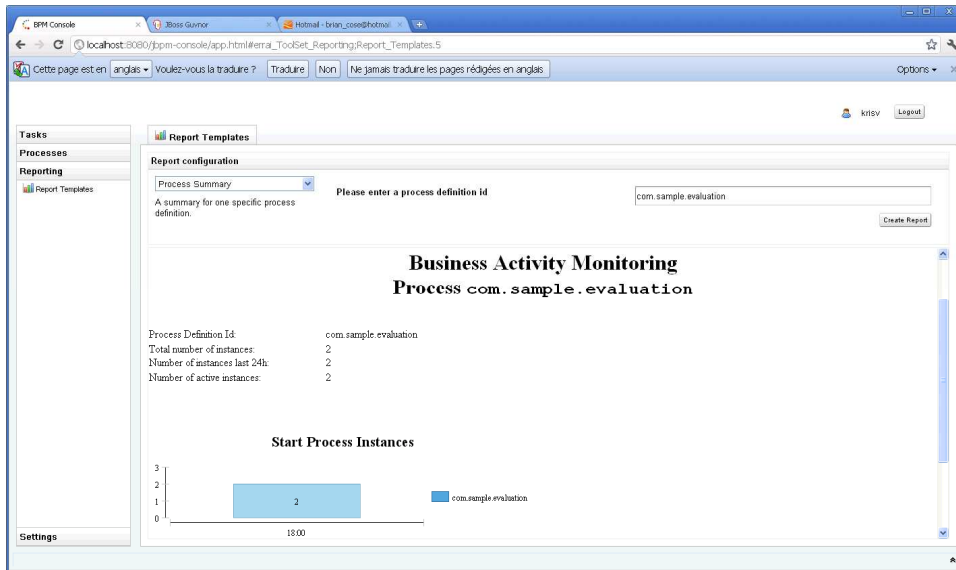 BPM Console
JBoss Guvnor
Hotmail - brian_cose@hotmail
localhost:8080/jbpm-console/app.html#errai_ToolSet_Reporting;Report_Templates.5
Cette page est en anglais Voulez-vous la traduire ? Traduire Non Ne jamais traduire les pages rédigées en anglais Options
krisv Logout
Tasks
Processes
Reporting
Report Templates
Settings
Report Templates
Report configuration
Process Summary
A summary for one specific process
definition.
Please enter a process definition id
com.sample.evaluation
Create Report
Business Activity Monitoring
Process com.sample.evaluation
Process Definition Id: com.sample.evaluation
Total number of instances: 2
Number of instances last 24h: 2
Number of active instances: 2
Start Process Instances
3
2
1
0
2
18:00
com.sample.evaluation